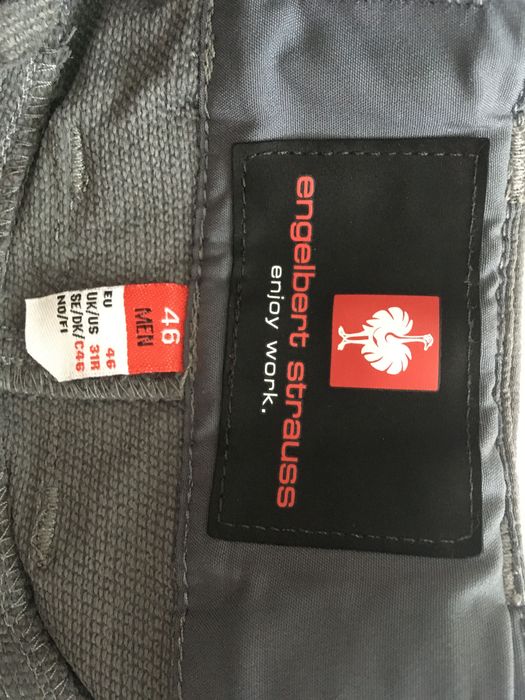 engelbert strauss
enjoy work.
46
MEN
EU 46
UK/US 31R
SE/DK/ C46
NO/FI